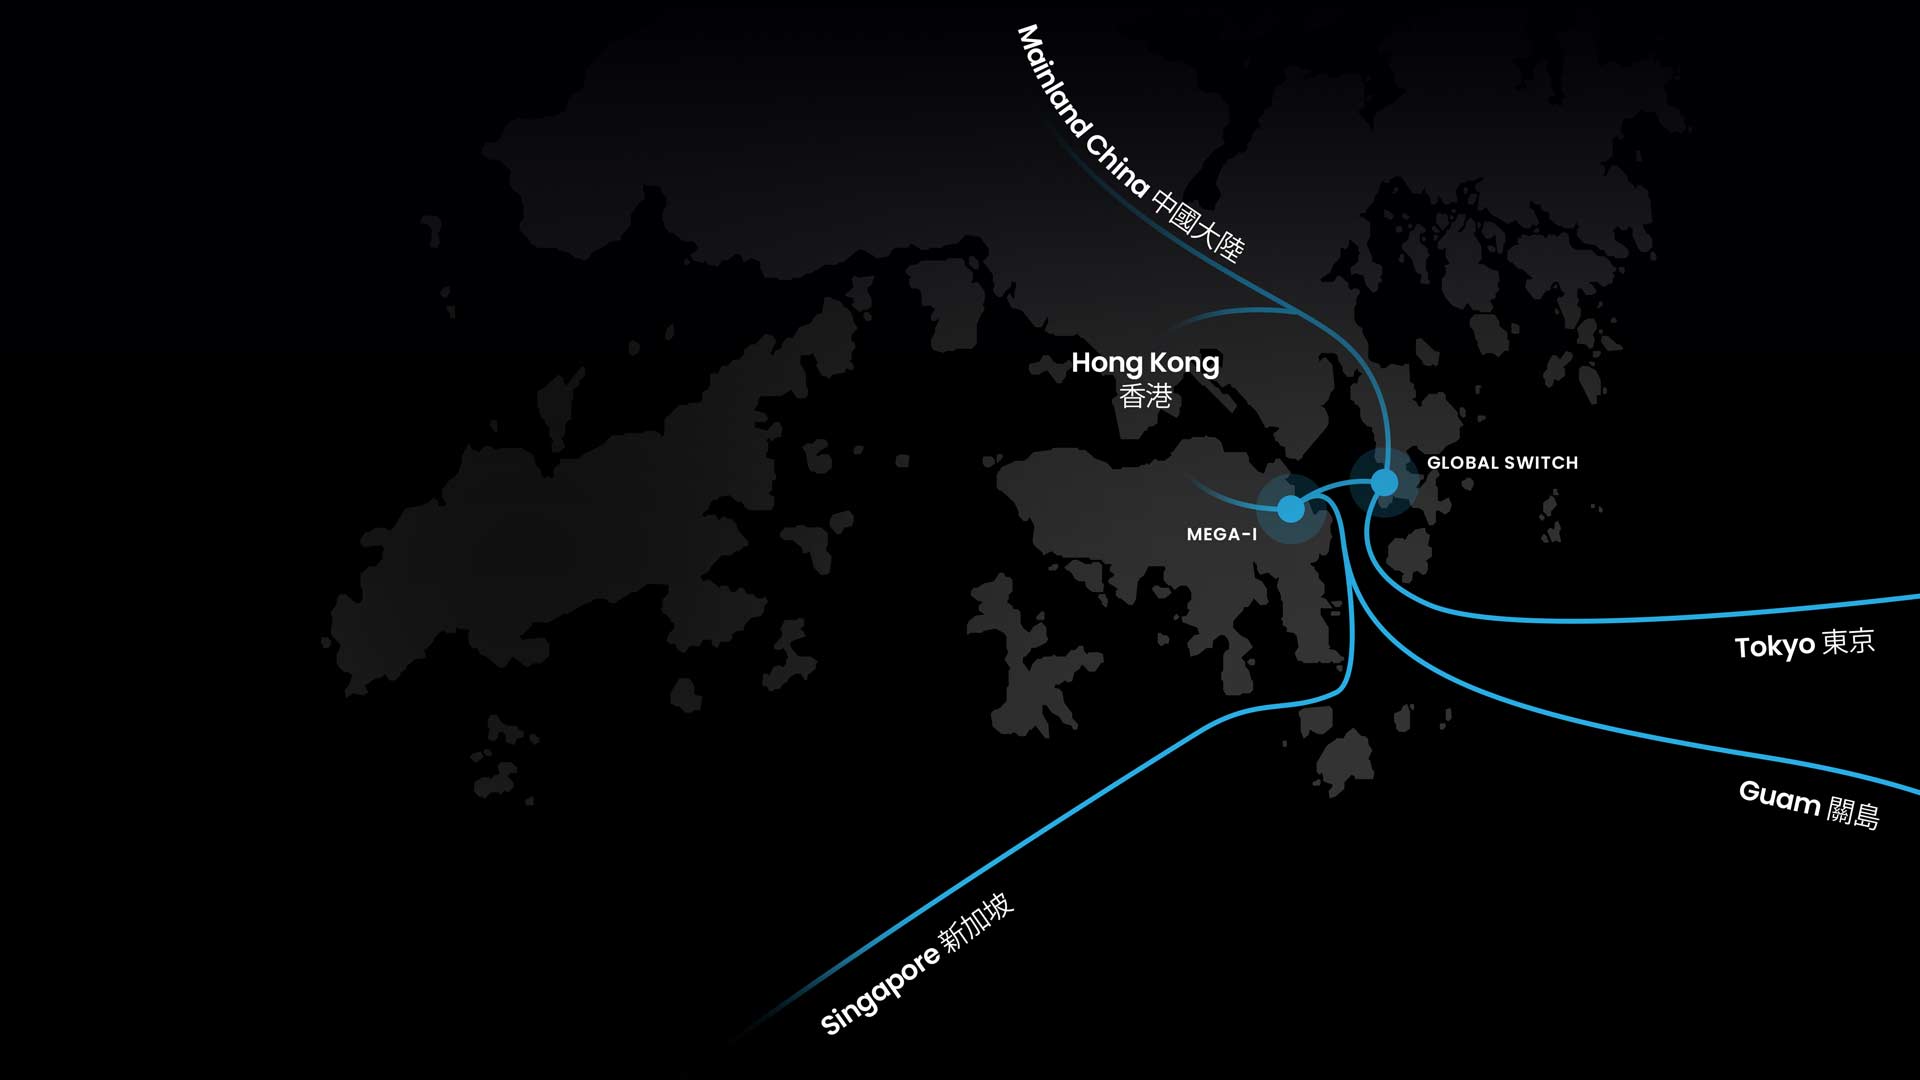 Mainland China 中國大陸
Hong Kong
香港
GLOBAL SWITCH
MEGA-I
Tokyo 東京
Guam 關島
Singapore 新加坡